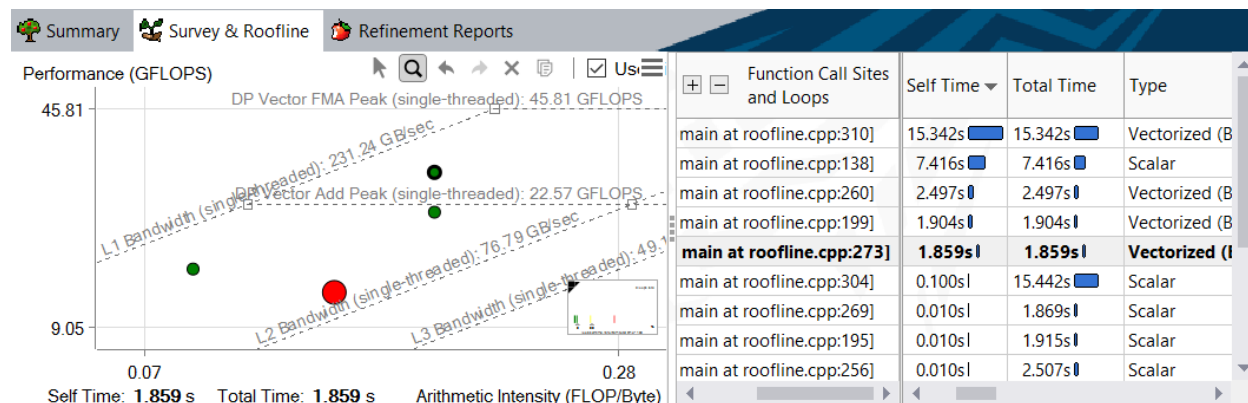 Summary Survey & Roofline Refinement Reports
Performance (GFLOPS) Us
45.81
DP Vector FMA Peak (single-threaded): 45.81 GFLOPS
L1 Bandwidth (single-threaded): 231.24 GB/sec
DP Vector Add Peak (single-threaded): 22.57 GFLOPS
L2 Bandwidth (single-threaded): 76.79 GB/sec
L3 Bandwidth (single-threaded): 49.1
9.05
0.07 0.28
Self Time: 1.859 s Total Time: 1.859 s Arithmetic Intensity (FLOP/Byte)
+ - Function Call Sites and Loops Self Time Total Time Type
main at roofline.cpp:310] 15.342s 15.342s Vectorized (B
main at roofline.cpp:138] 7.416s 7.416s Scalar
main at roofline.cpp:260] 2.497s 2.497s Vectorized (B
main at roofline.cpp:199] 1.904s 1.904s Vectorized (B
main at roofline.cpp:273] 1.859s 1.859s Vectorized (
main at roofline.cpp:304] 0.100s 15.442s Scalar
main at roofline.cpp:269] 0.010s 1.869s Scalar
main at roofline.cpp:195] 0.010s 1.915s Scalar
main at roofline.cpp:256] 0.010s 2.507s Scalar